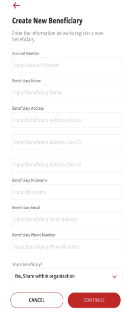 Create New Beneficiary
Enter the information below to register a new
beneficiary.
Account Number
Input Account Number
Beneficiary Name
Input Beneficiary Name
Beneficiary Address
Input Beneficiary Address (Line 1)
Input Beneficiary Address (Line 2)
Input Beneficiary Address (Line 3)
Beneficiary Nickname
Input Nickname
Beneficiary Email
Input Beneficiary Email Address
Beneficiary Phone Number
Input Beneficiary Phone Number
Share Beneficiary?
Yes, Share within organization
CANCEL
CONTINUE